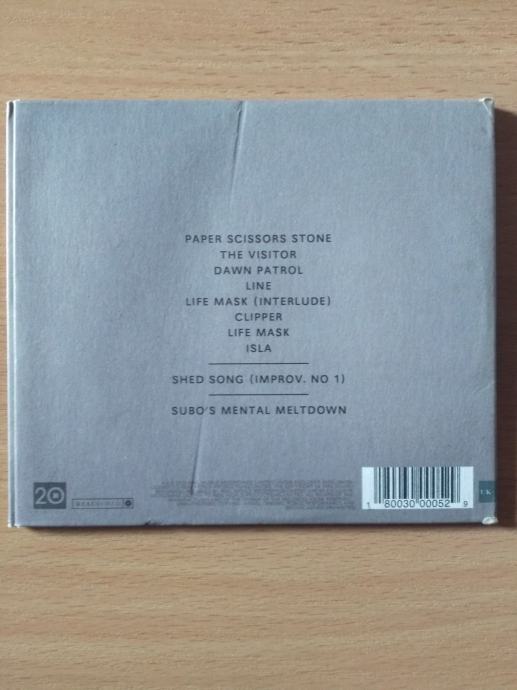 PAPER SCISSORS STONE
THE VISITOR
DAWN PATROL
LINE
LIFE MASK (INTERLUDE)
CLIPPER
LIFE MASK
ISLA
SHED SONG (IMPROV. NO 1)
SUBO'S MENTAL MELTDOWN
20
1 80030 00052 9
UK